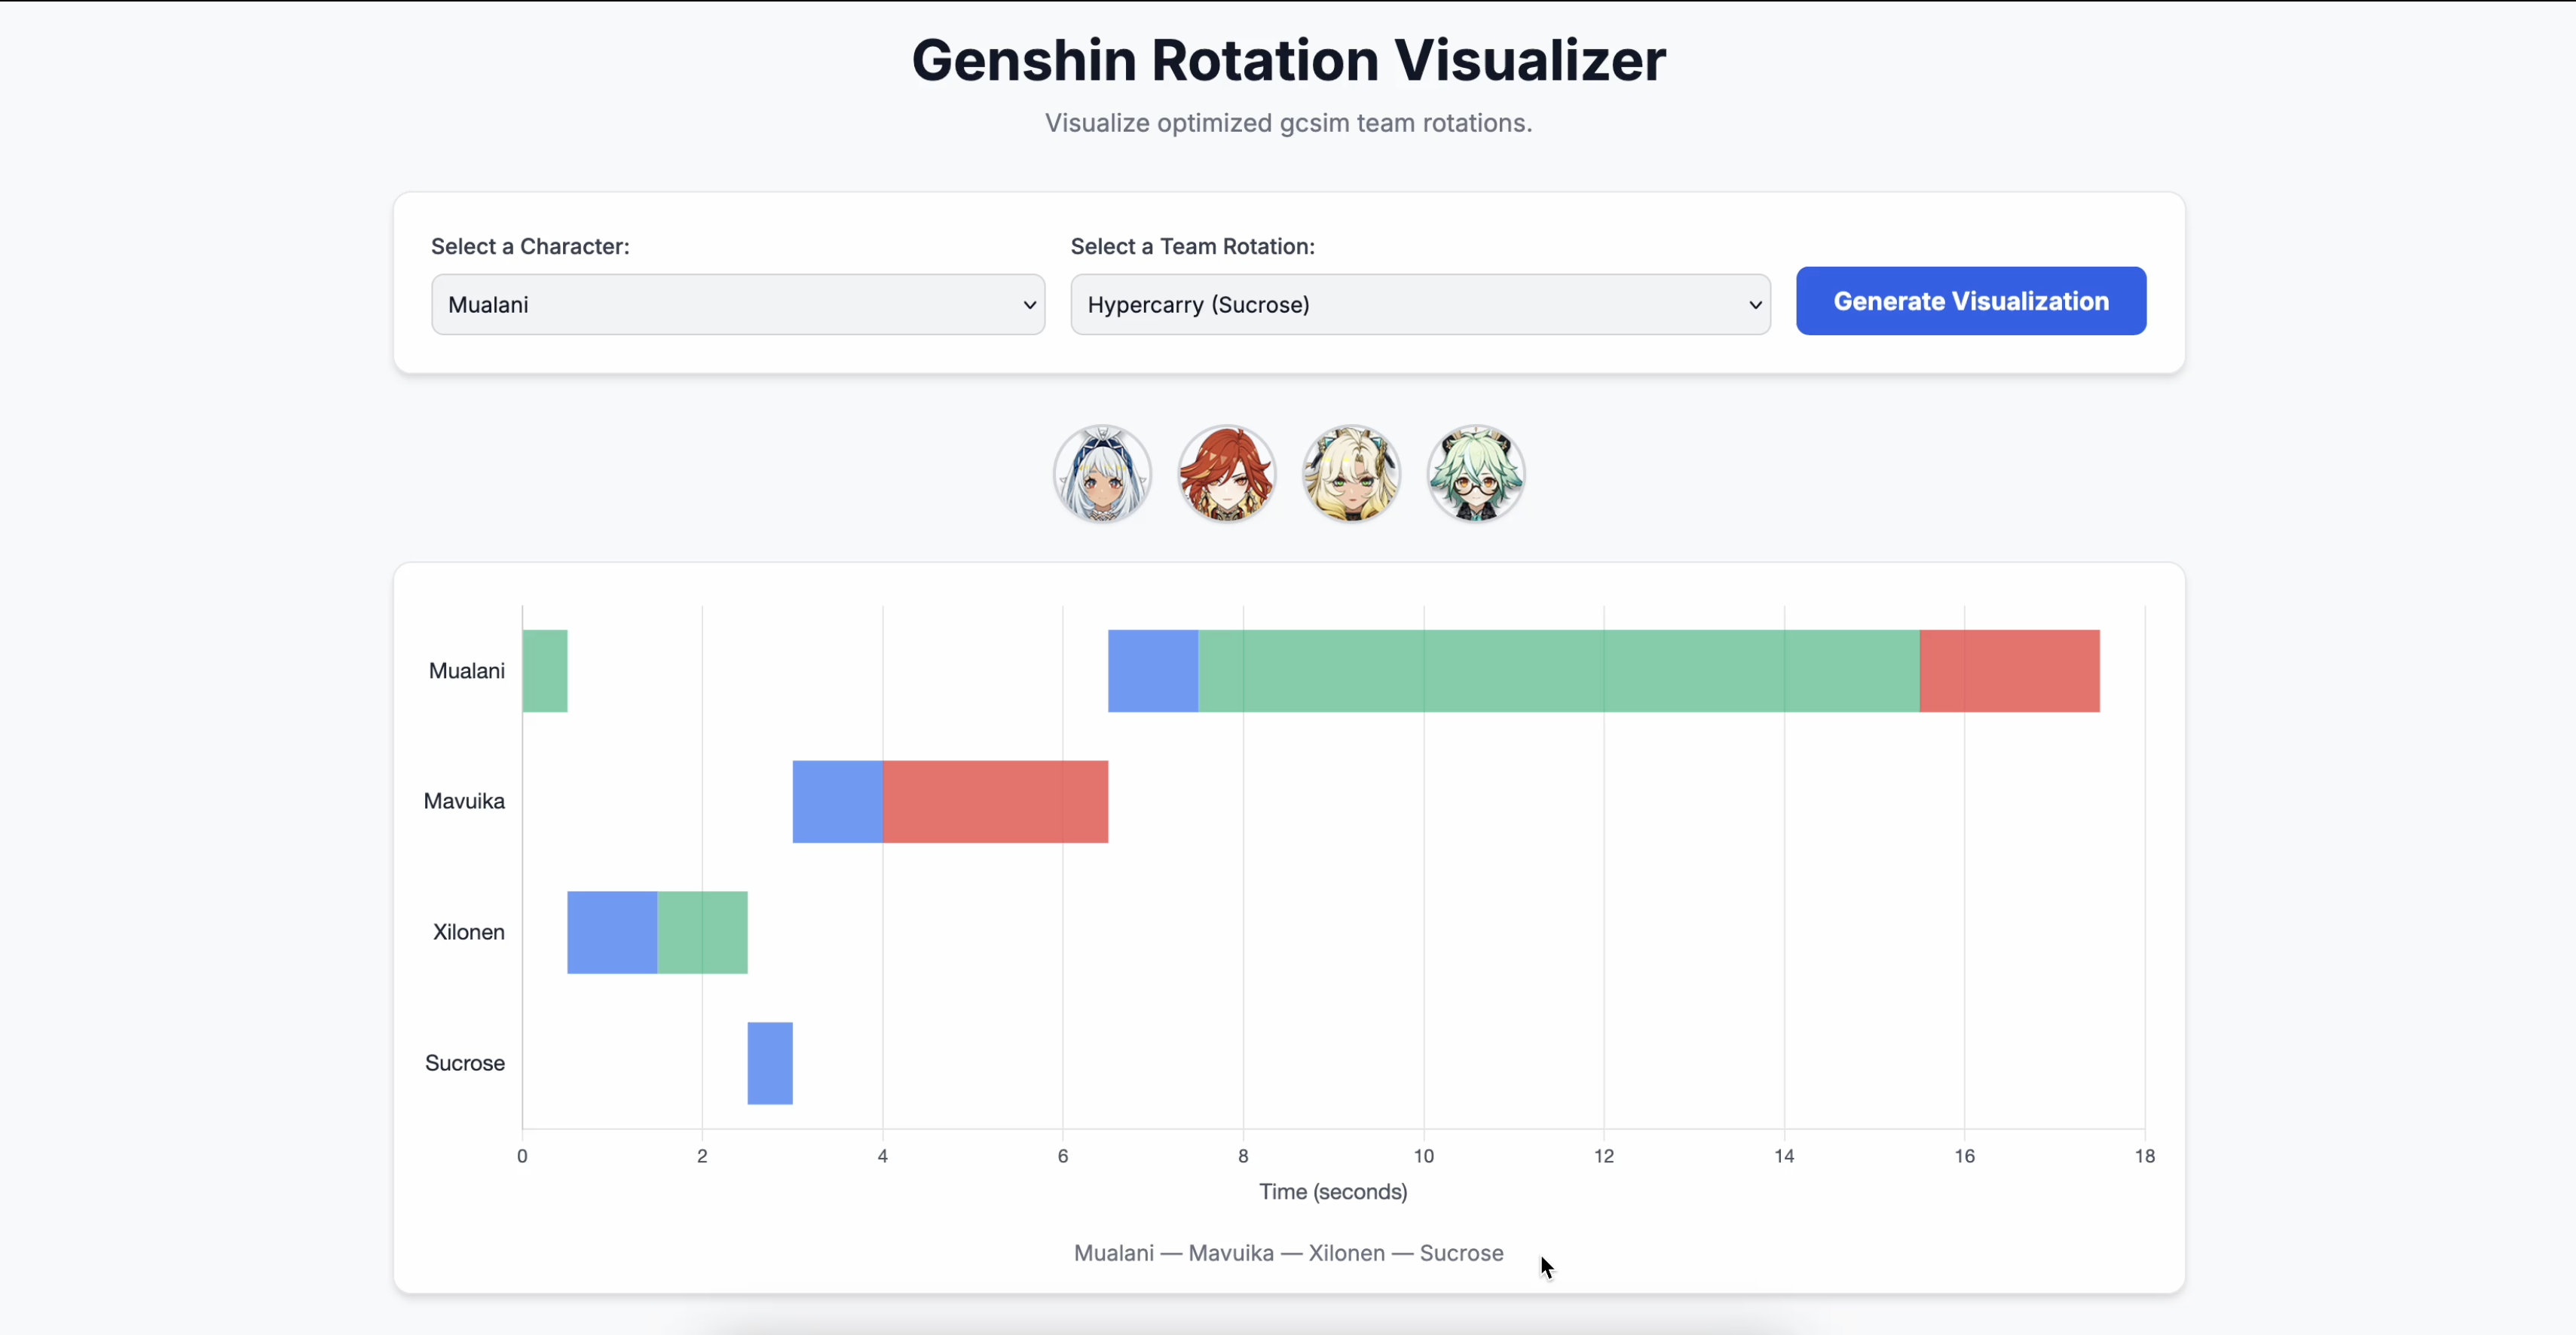 Genshin Rotation Visualizer
Visualize optimized gcsim team rotations.
Select a Character:
Select a Team Rotation:
Mualani
Hypercarry (Sucrose)
Generate Visualization
Mualani
Mavuika
Xilonen
Sucrose
0 2 4 6 8 10 12 14 16 18
Time (seconds)
Mualani — Mavuika — Xilonen — Sucrose